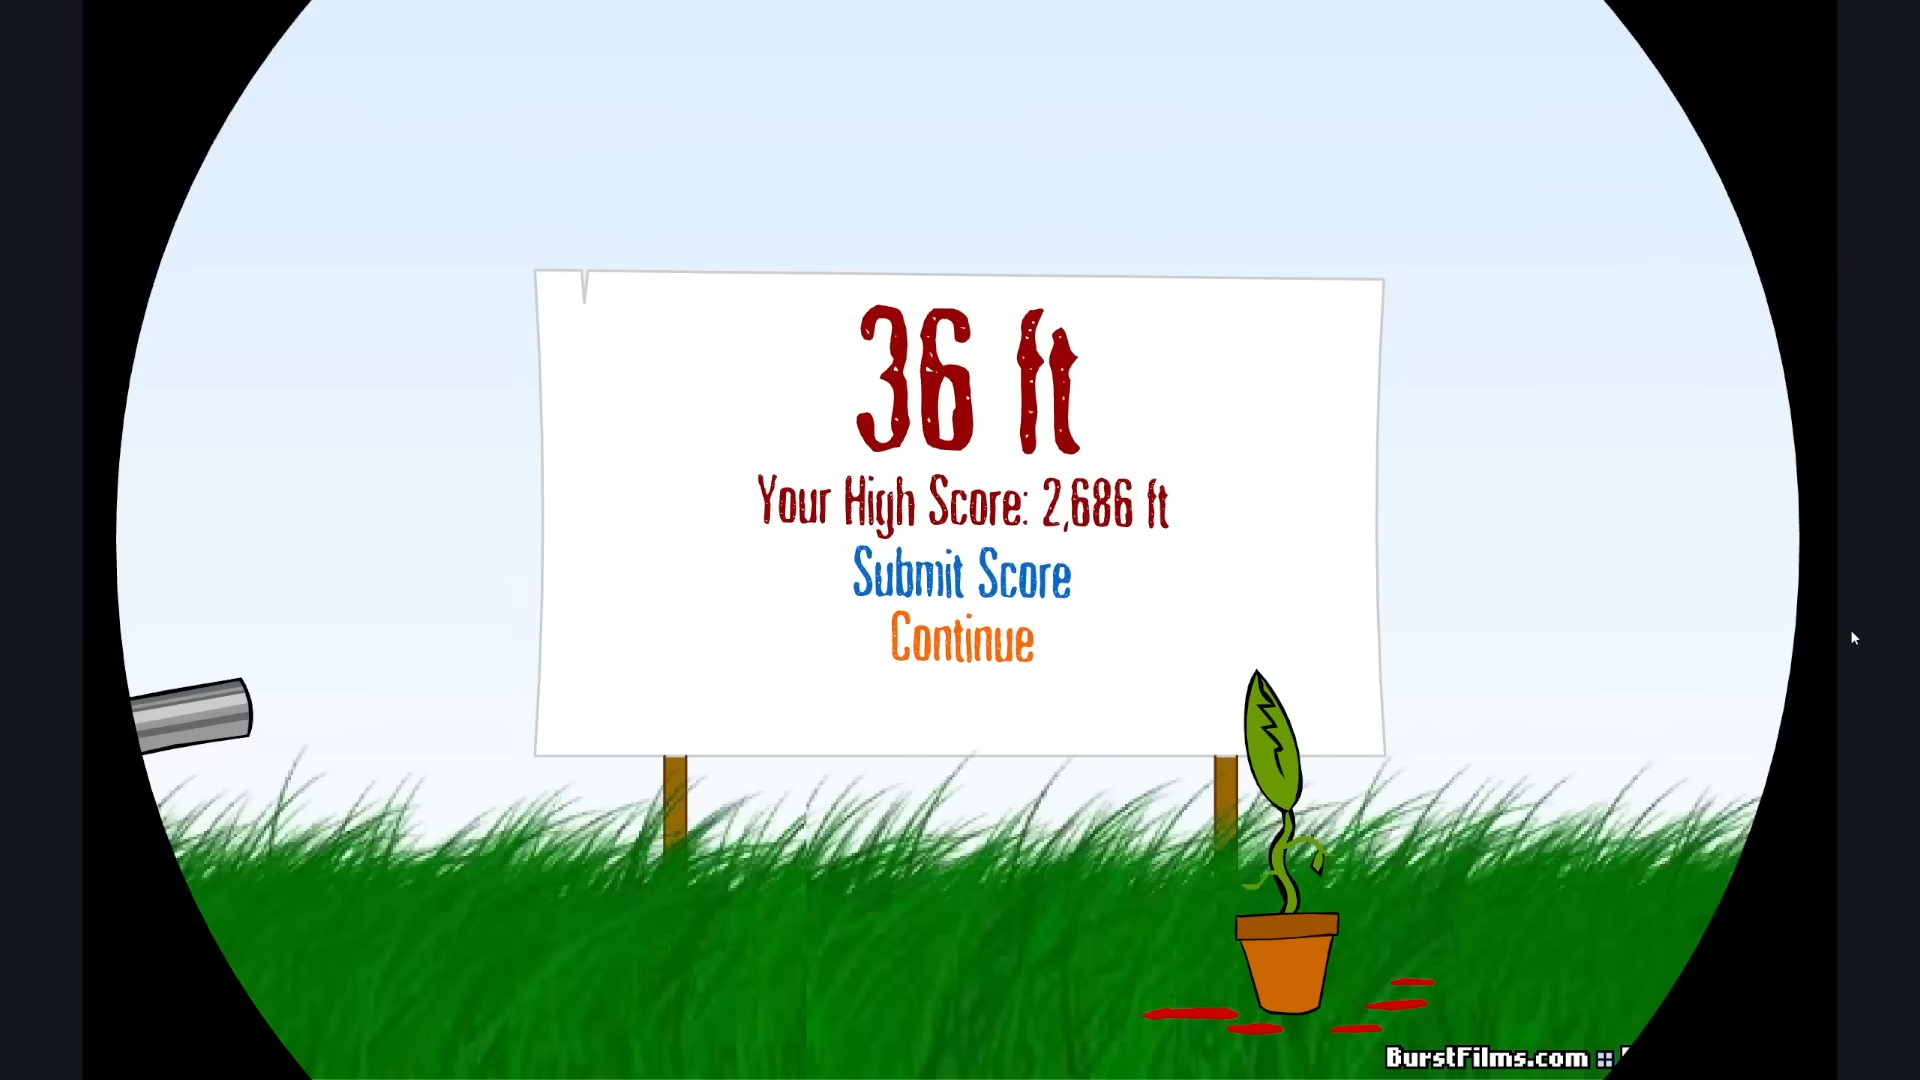 36 ft
Your High Score: 2,686 ft
Submit Score
Continue
BurstFilms.com ::